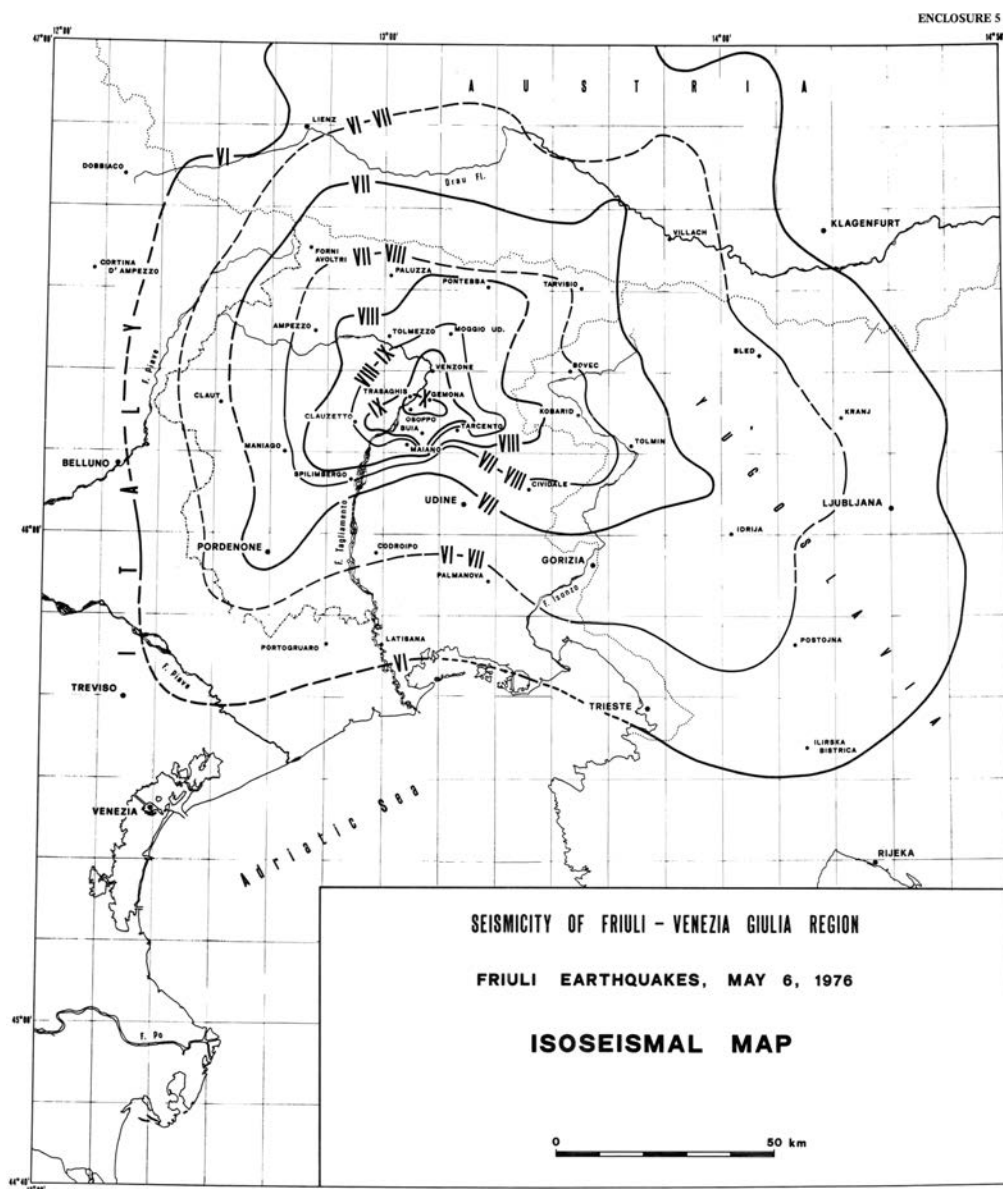 ENCLOSURE 5
12°00'
13°00'
14°00'
47°00'
A U S T R I A
VI-VII
LIENZ
VI
DOBBIACO
VII
Drau Fl.
KLAGENFURT
VILLACH
FORNI
AVOLTRI
VII-VIII
CORTINA
D'AMPEZZO
PALUZZA
PONTEBBA
TARVISIO
VIII
AMPEZZO
TOLMEZZO
MOGGIO UD.
BLED
F. Piave
VIII-IX
VENZONE
BOVEC
TRASAGHIS
X
GEMONA
CLAUT
IX
OSOPPO
KOBARID
KRANJ
CLAUZETTO
BUIA
TARCENTO
MAIANO
VIII
TOLMIN
MANIAGO
VII-VIII
BELLUNO
SPILIMBERGO
CIVIDALE
UDINE
VII
LJUBLJANA
46°00'
IDRIJA
PORDENONE
F. Tagliamento
CODROIPO
VI-VII
GORIZIA
PALMANOVA
F. Isonzo
I T A L Y
Y U G O S L A V I A
PORTOGRUARO
LATISANA
POSTOJNA
VI
F. Piave
TREVISO
TRIESTE
ILIRSKA
BISTRICA
VENEZIA
Adriatic Sea
RIJEKA
SEISMICITY OF FRIULI - VENEZIA GIULIA REGION
FRIULI EARTHQUAKES, MAY 6, 1976
ISOSEISMAL MAP
45°00'
F. Po
0 50 km
44°40'